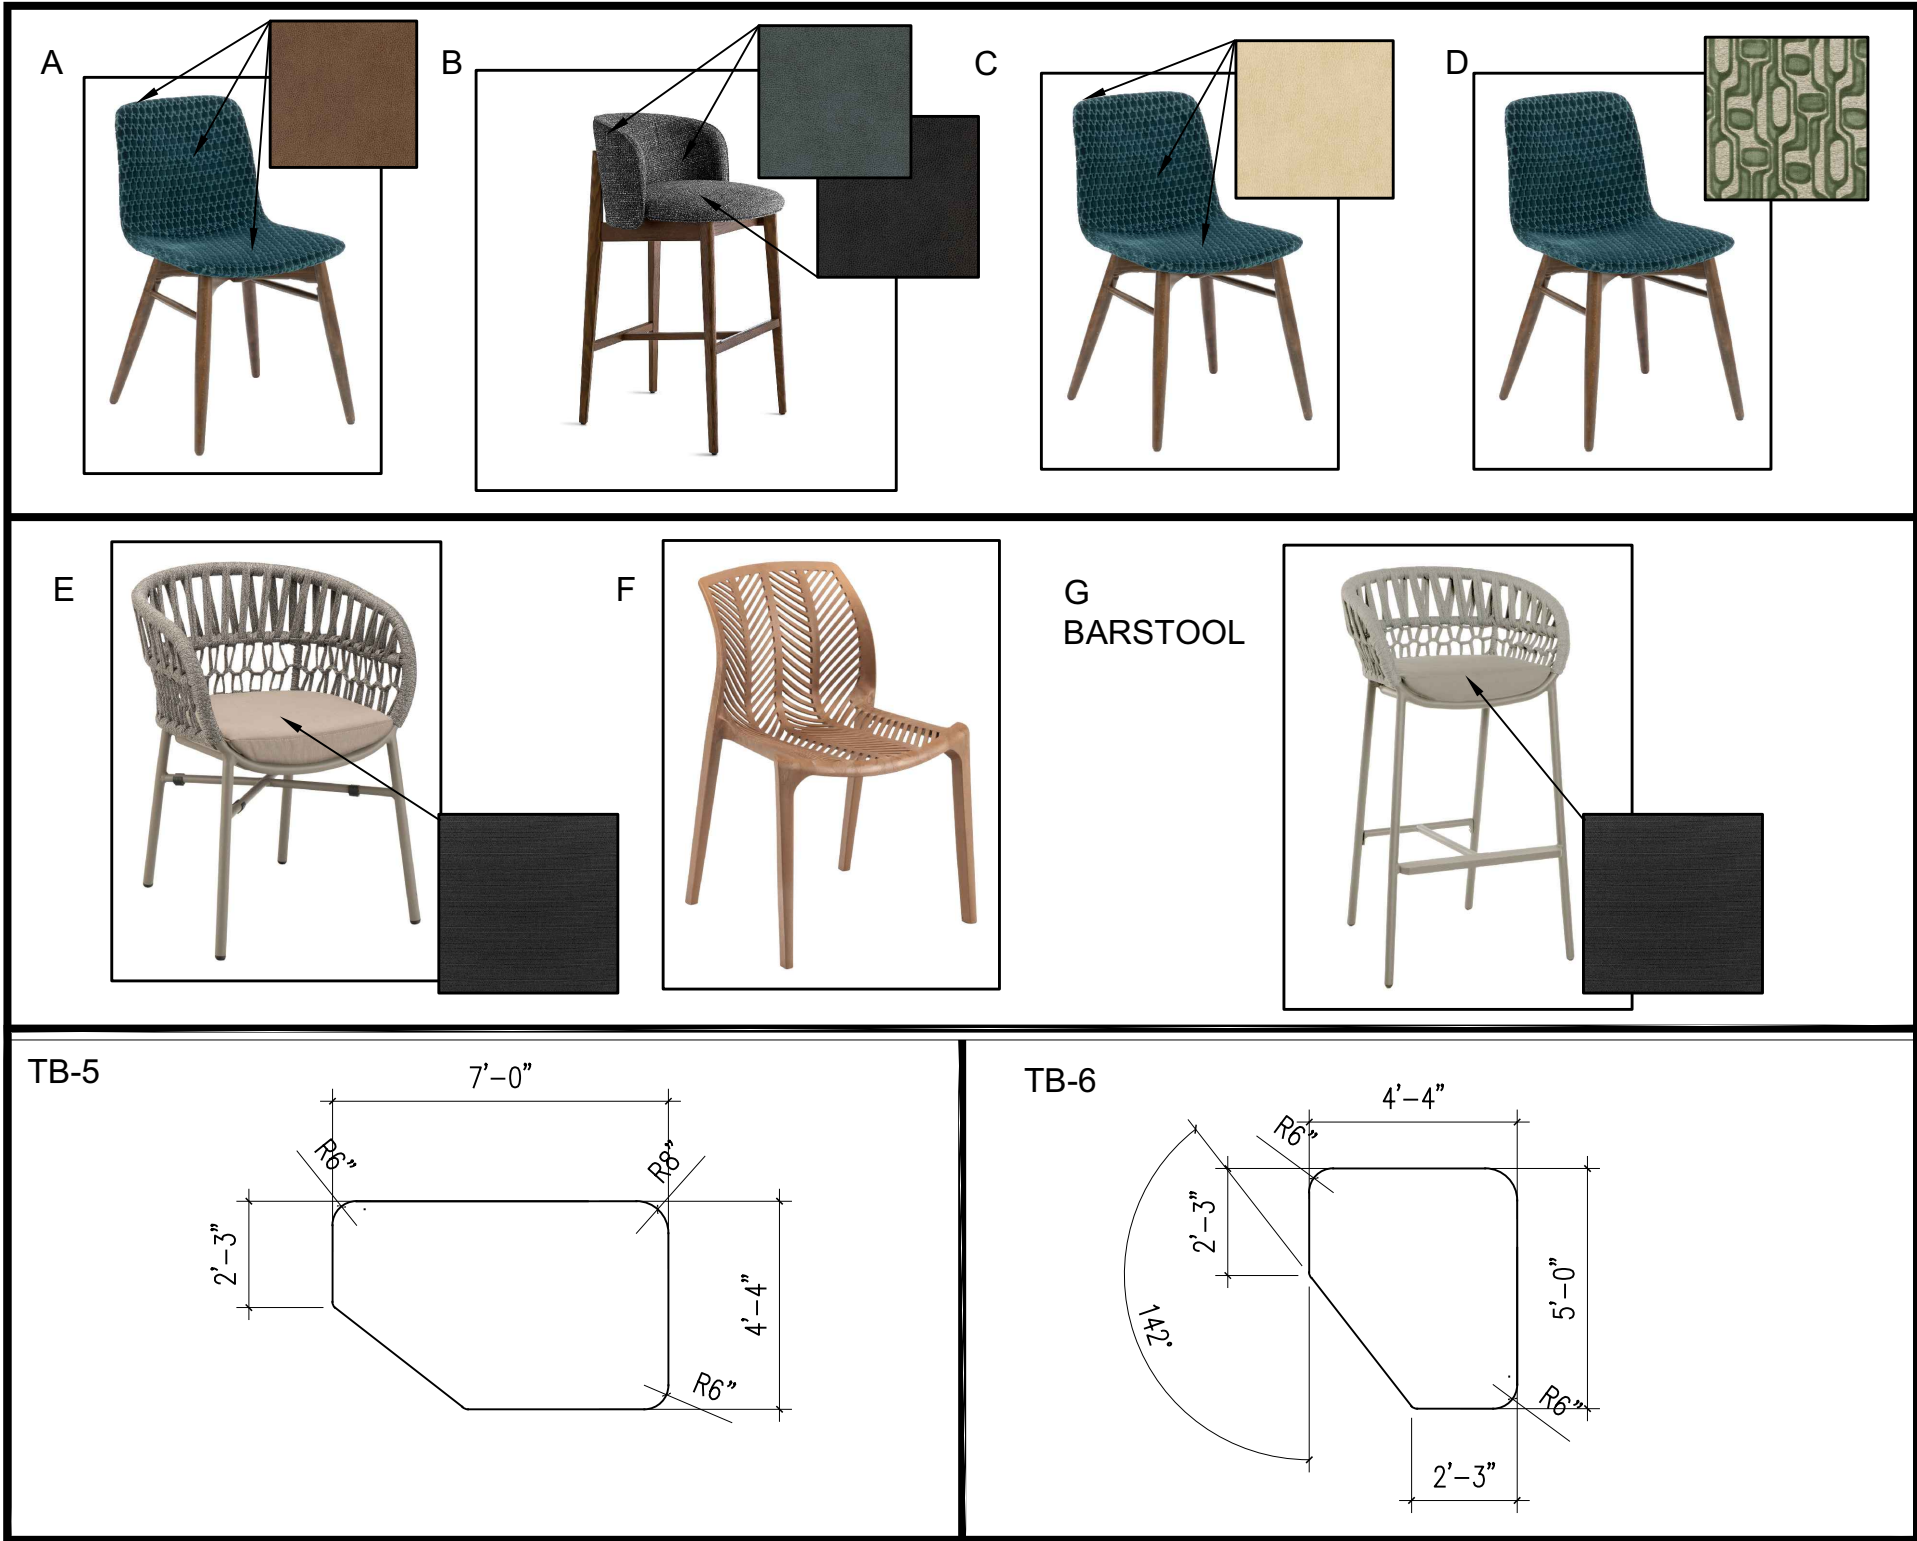 A
B
C
D
E
F
G
BARSTOOL
TB-5
7’–0”
R6”
R8”
2’–3”
4’–4”
R6”
TB-6
4’–4”
R6”
2’–3”
5’–0”
142°
R6”
2’–3”